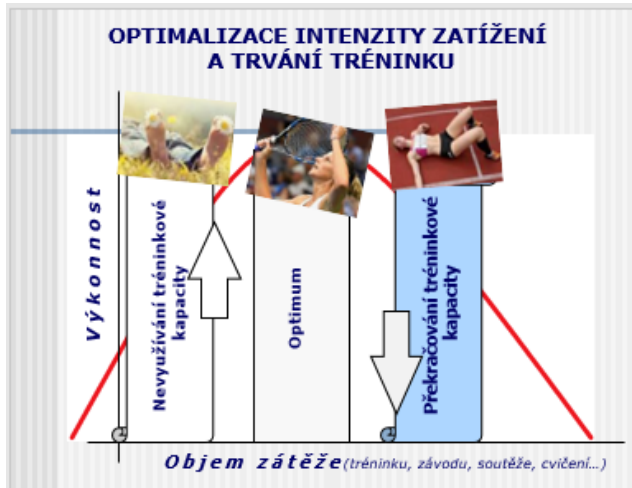 OPTIMALIZACE INTENZITY ZATÍŽENÍ
A TRVÁNÍ TRÉNINKU
Výkonnost
Nevyužívání tréninkové
kapacity
Optimum
Překračování tréninkové
kapacity
Objem zátěže (tréninku, závodu, soutěže, cvičení...)